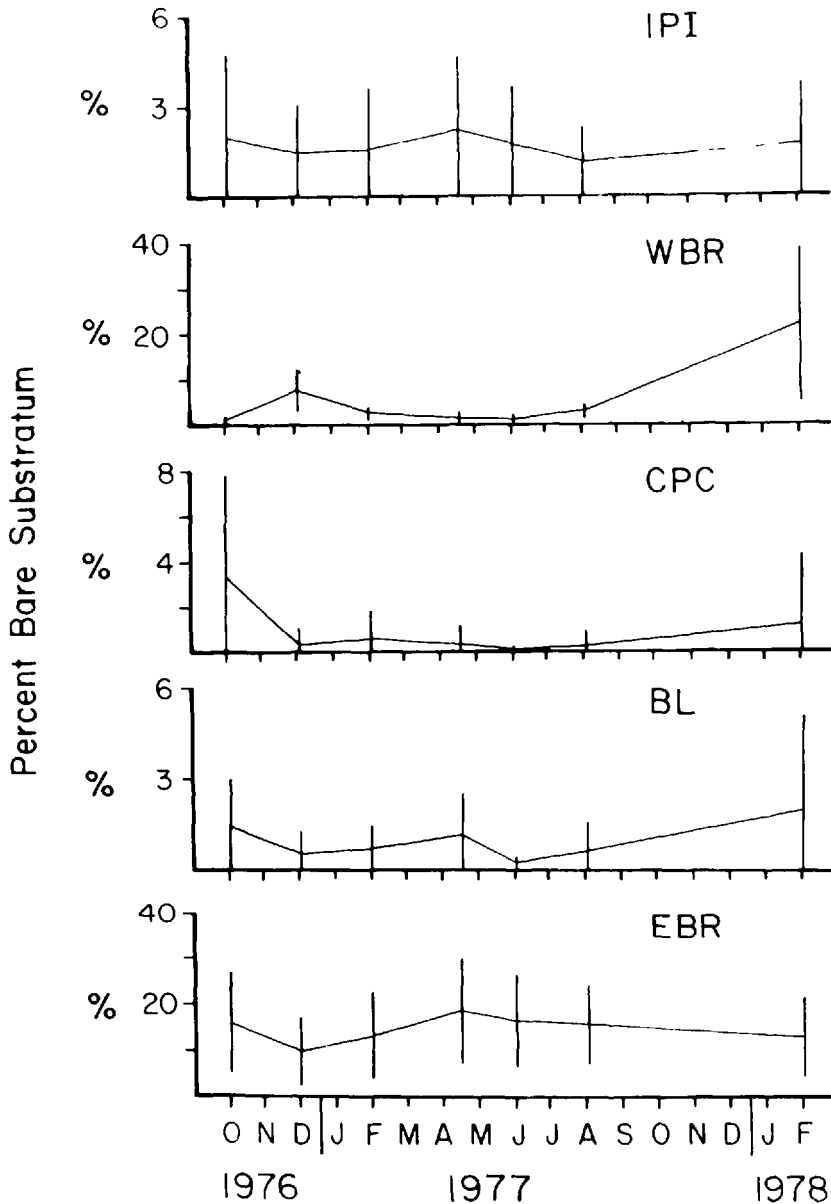 Percent Bare Substratum
IPI
6
% 3
WBR
40
% 20
CPC
8
% 4
BL
6
% 3
EBR
40
% 20
O N D J F M A M J J A S O N D J F
1976 1977 1978